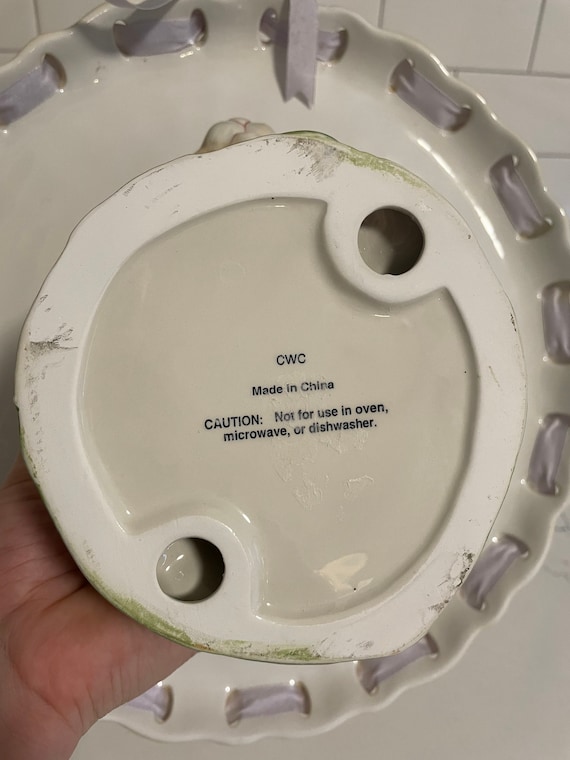 CWC
Made in China
CAUTION: Not for use in oven,
microwave, or dishwasher.